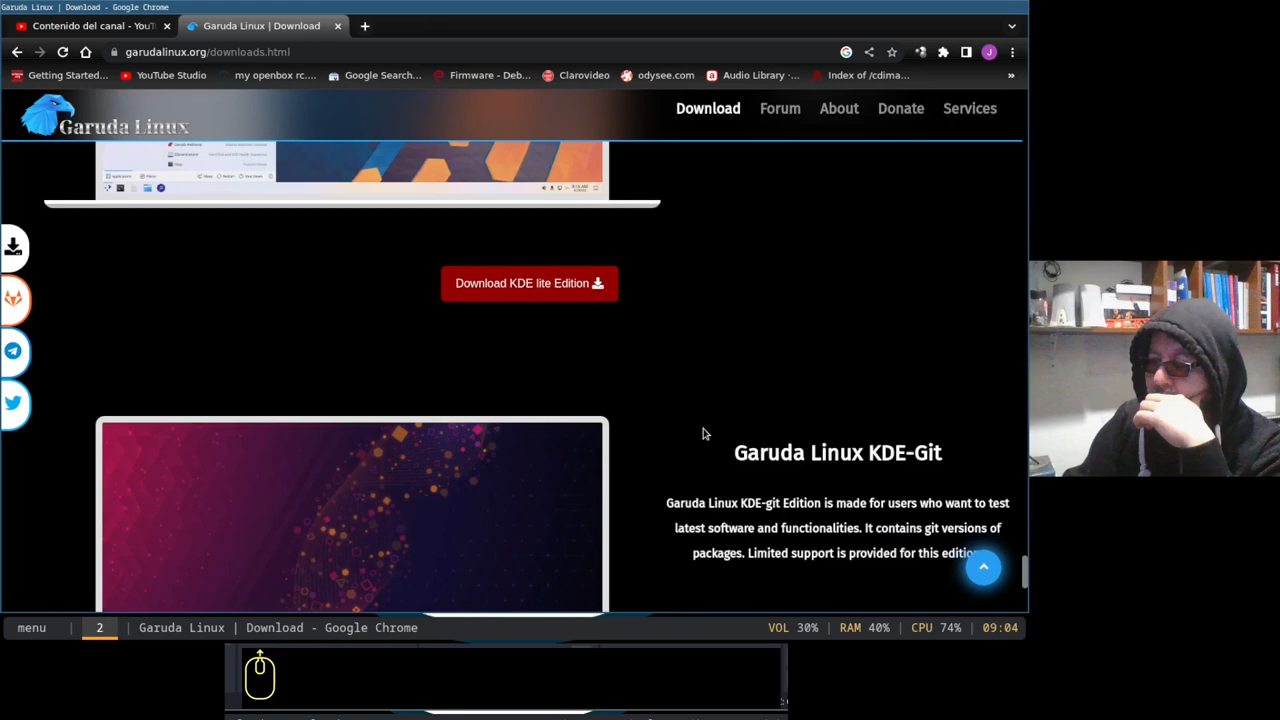 Garuda Linux | Download - Google Chrome
Contenido del canal - YouT
Garuda Linux | Download
garudalinux.org/downloads.html
Getting Started...
YouTube Studio
my openbox rc....
Google Search...
Firmware - Deb...
Clarovideo
odysee.com
Audio Library -...
Index of /cdima...
»
J
Garuda Linux
Download
Forum
About
Donate
Services
Download KDE lite Edition
Garuda Linux KDE-Git
Garuda Linux KDE-git Edition is made for users who want to test
latest software and functionalities. It contains git versions of
packages. Limited support is provided for this edition
menu | 2 | Garuda Linux | Download - Google Chrome
VOL 30% | RAM 40% | CPU 74% | 09:04